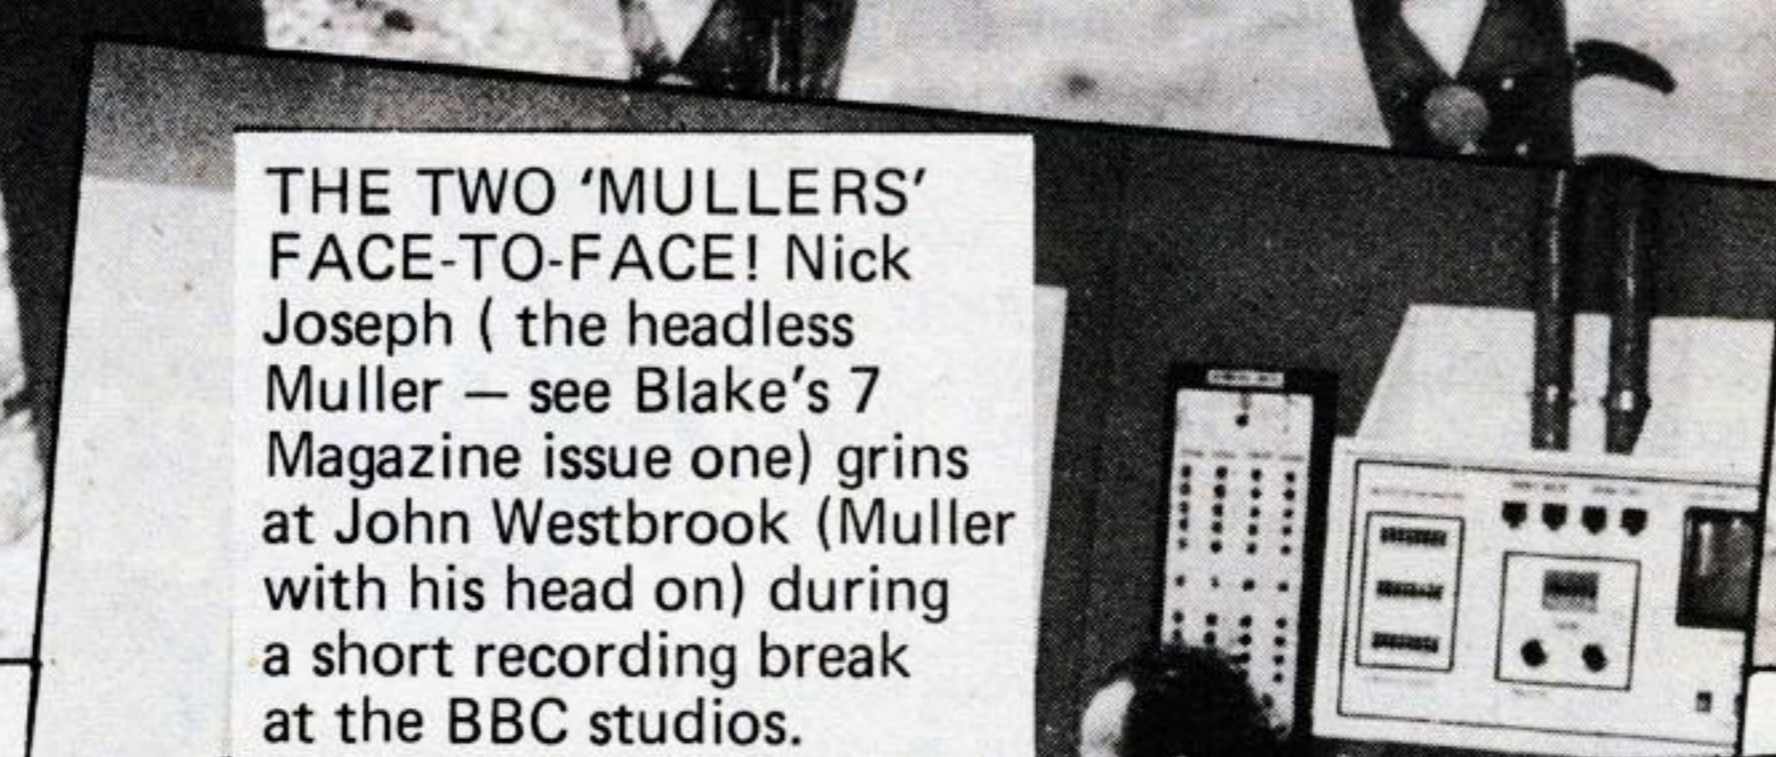 THE TWO ‘MULLERS’
FACE-TO-FACE! Nick
Joseph ( the headless
Muller — see Blake’s 7
Magazine issue one) grins
at John Westbrook (Muller
with his head on) during
a short recording break
at the BBC studios.